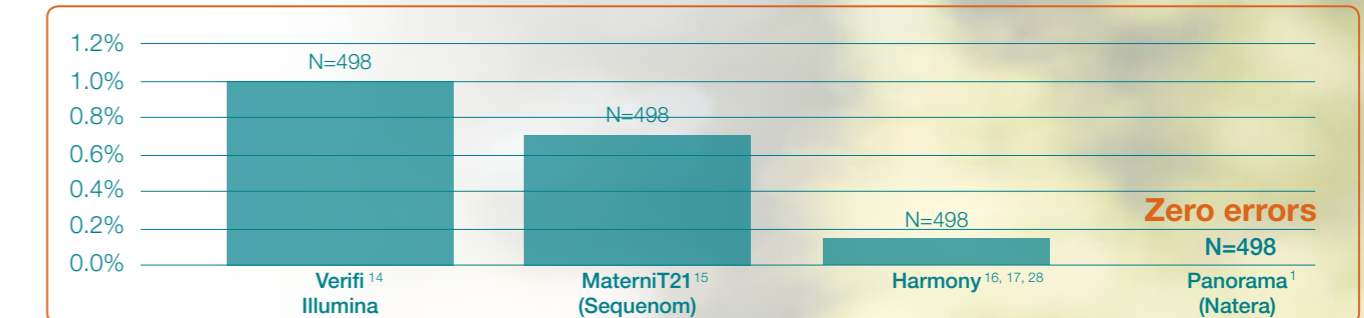 1.2%
1.0%
0.8%
0.6%
0.4%
0.2%
0.0%
N=498
N=498
N=498
Zero errors
N=498
Verifi 14
Illumina
MaterniT21 15
(Sequenom)
Harmony 16, 17, 28
Panorama 1
(Natera)